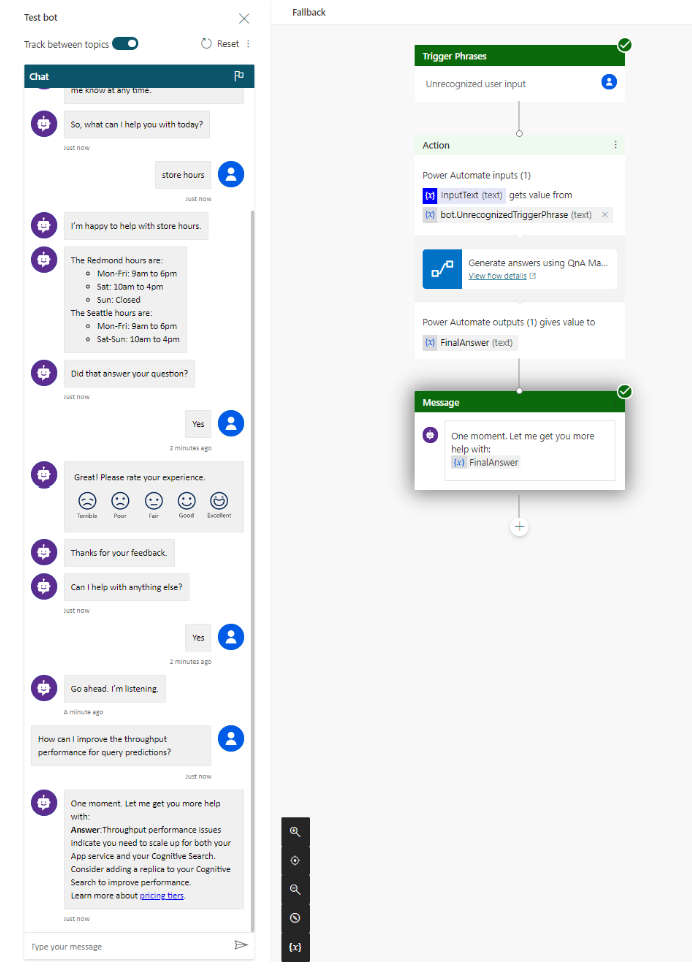 Test bot
Track between topics
Reset
Chat
me know at any time.
So, what can I help you with today?
Just now
store hours
Just now
I'm happy to help with store hours.
The Redmond hours are:
Mon-Fri: 9am to 6pm
Sat: 10am to 4pm
Sun: Closed
The Seattle hours are:
Mon-Fri: 9am to 6pm
Sat-Sun: 10am to 4pm
Did that answer your question?
Just now
Yes
2 minutes ago
Great! Please rate your experience.
Terrible Poor Fair Good Excellent
Thanks for your feedback.
Can I help with anything else?
Just now
Yes
2 minutes ago
Go ahead. I'm listening.
A minute ago
How can I improve the throughput
performance for query predictions?
Just now
One moment. Let me get you more help
with:
Answer:Throughput performance issues
indicate you need to scale up for both your
App service and your Cognitive Search.
Consider adding a replica to your Cognitive
Search to improve performance.
Learn more about pricing tiers.
Just now
Type your message
Fallback
Trigger Phrases
Unrecognized user input
Action
Power Automate inputs (1)
{x} InputText (text) gets value from
{x} bot.UnrecognizedTriggerPhrase (text)
Generate answers using QnA Ma...
View flow details
Power Automate outputs (1) gives value to
{x} FinalAnswer (text)
Message
One moment. Let me get you more
help with:
{x} FinalAnswer
{x}